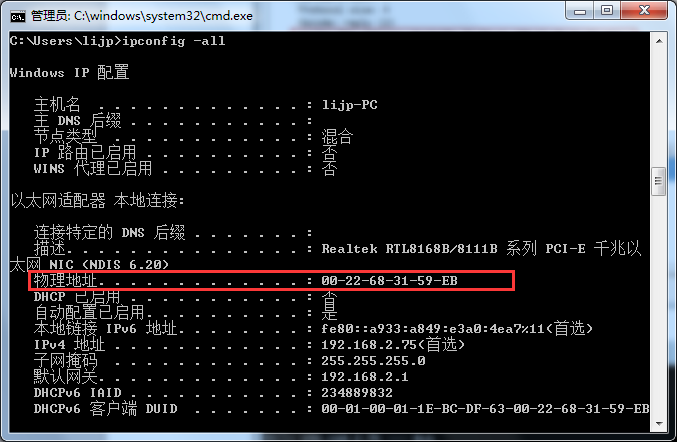 管理员: C:\windows\system32\cmd.exe
C:\Users\lijp>ipconfig -all
Windows IP 配置
主机名 . . . . . . . . . . . . . : lijp-PC
主 DNS 后缀 . . . . . . . . . . . :
节点类型 . . . . . . . . . . . . : 混合
IP 路由已启用 . . . . . . . . . . : 否
WINS 代理已启用 . . . . . . . . . : 否
以太网适配器 本地连接:
连接特定的 DNS 后缀 . . . . . . . :
描述. . . . . . . . . . . . . . . : Realtek RTL8168B/8111B 系列 PCI-E 千兆以
太网 NIC (NDIS 6.20)
物理地址. . . . . . . . . . . . . : 00-22-68-31-59-EB
DHCP 已启用 . . . . . . . . . . . : 否
自动配置已启用. . . . . . . . . . : 是
本地链接 IPv6 地址. . . . . . . . : fe80::a933:a849:e3a0:4ea7%11(首选)
IPv4 地址 . . . . . . . . . . . . : 192.168.2.75(首选)
子网掩码 . . . . . . . . . . . . : 255.255.255.0
默认网关. . . . . . . . . . . . . : 192.168.2.1
DHCPv6 IAID . . . . . . . . . . . : 234889832
DHCPv6 客户端 DUID . . . . . . . : 00-01-00-01-1E-BC-DF-63-00-22-68-31-59-EB